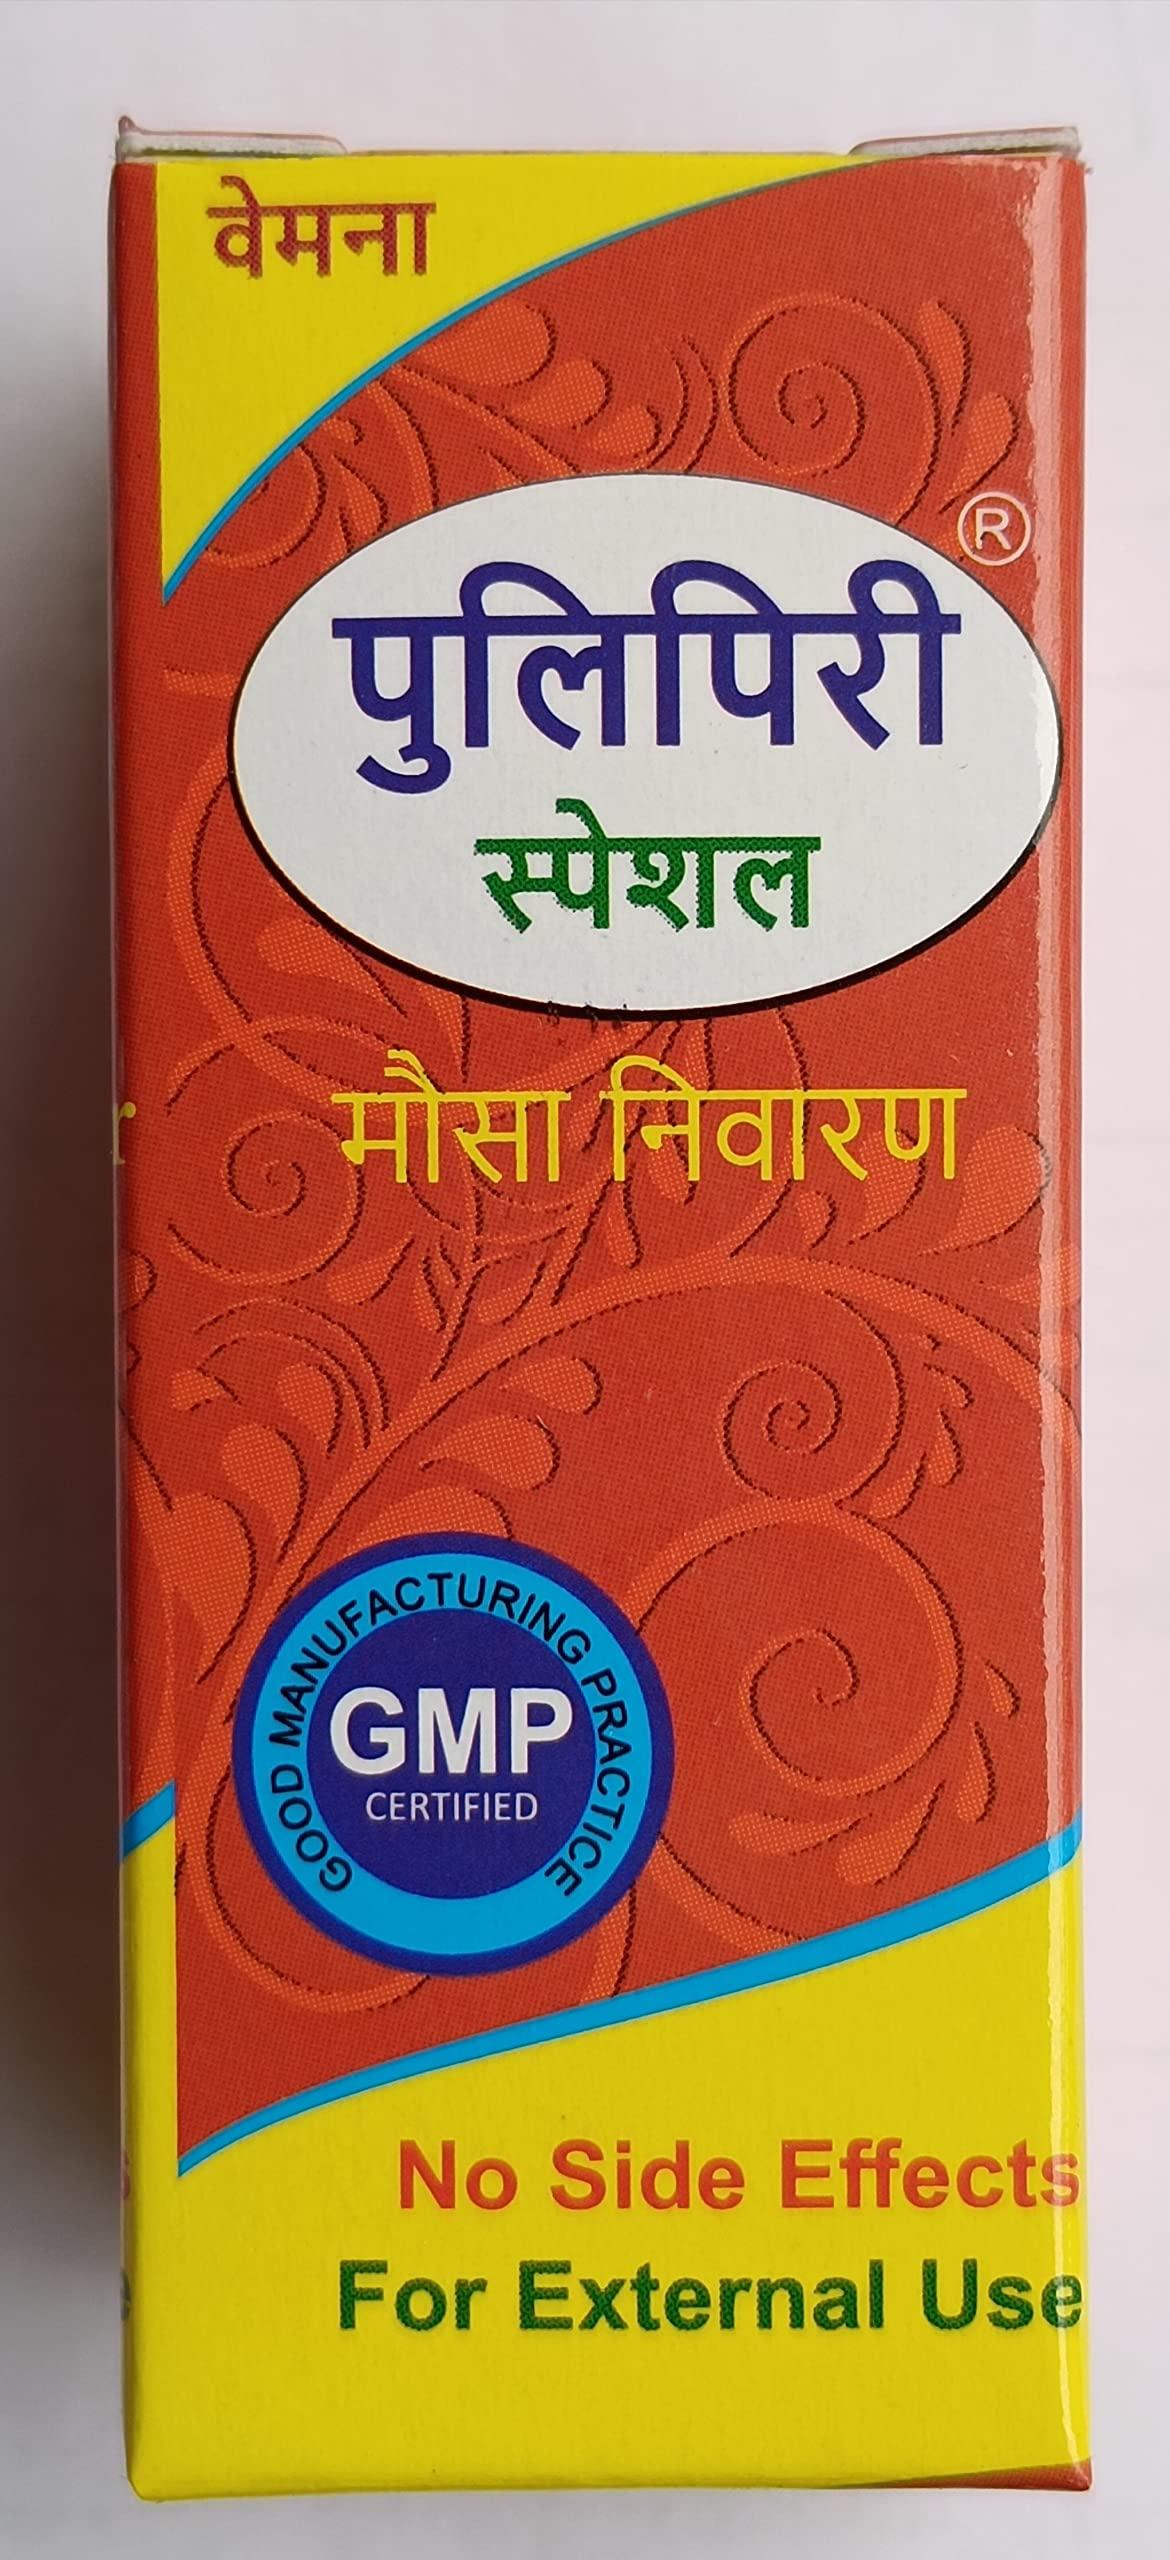 वेमना
®
पुलिपिरी
स्पेशल
मौसा निवारण
GOOD MANUFACTURING PRACTICE
GMP
CERTIFIED
No Side Effects
For External Use